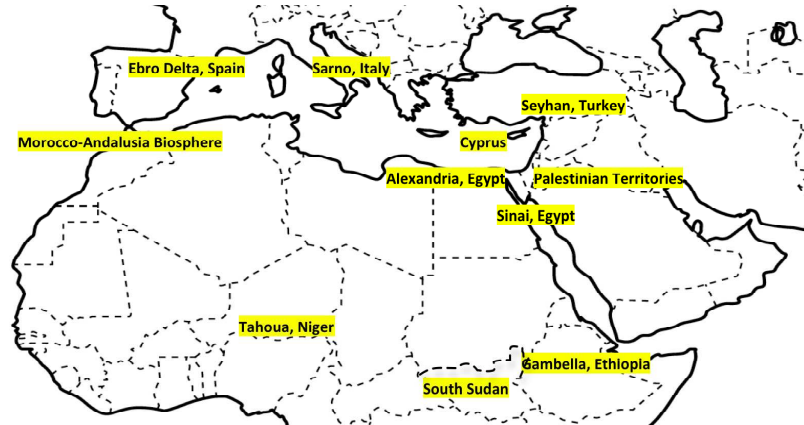 Ebro Delta, Spain
Sarno, Italy
Seyhan, Turkey
Morocco-Andalusia Biosphere
Cyprus
Alexandria, Egypt
Palestinian Territories
Sinai, Egypt
Tahoua, Niger
Gambella, Ethiopia
South Sudan